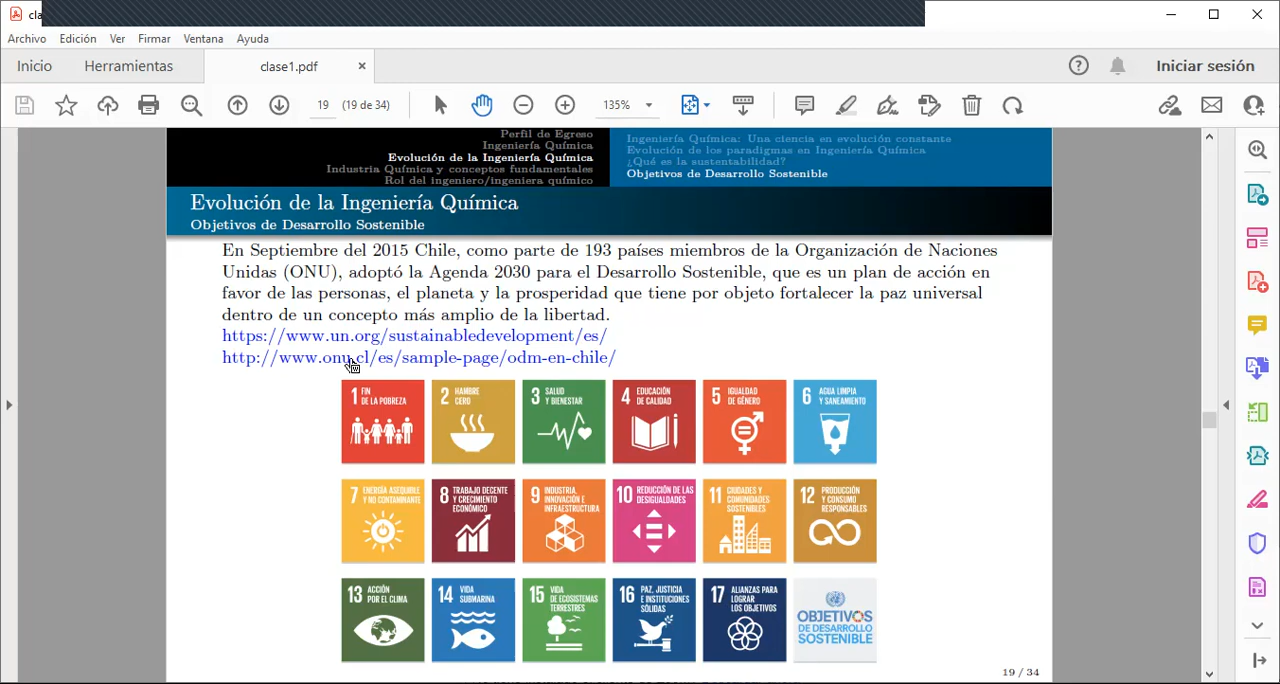 cla
Archivo Edición Ver Firmar Ventana Ayuda
Inicio Herramientas clase1.pdf × ? Iniciar sesión
19 (19 de 34) 135%
Perfil de Egreso
Ingeniería Química
Evolución de la Ingeniería Química
Industria Química y conceptos fundamentales
Rol del ingeniero/ingeniera químico
Ingeniería Química: Una ciencia en evolución constante
Evolución de los paradigmas en Ingeniería Química
¿Qué es la sustentabilidad?
Objetivos de Desarrollo Sostenible
Evolución de la Ingeniería Química
Objetivos de Desarrollo Sostenible
En Septiembre del 2015 Chile, como parte de 193 países miembros de la Organización de Naciones
Unidas (ONU), adoptó la Agenda 2030 para el Desarrollo Sostenible, que es un plan de acción en
favor de las personas, el planeta y la prosperidad que tiene por objeto fortalecer la paz universal
dentro de un concepto más amplio de la libertad.
https://www.un.org/sustainabledevelopment/es/
http://www.onu.cl/es/sample-page/odm-en-chile/
1 FIN
DE LA POBREZA
2 HAMBRE
CERO
3 SALUD
Y BIENESTAR
4 EDUCACIÓN
DE CALIDAD
5 IGUALDAD
DE GÉNERO
6 AGUA LIMPIA
Y SANEAMIENTO
7 ENERGÍA ASEQUIBLE
Y NO CONTAMINANTE
8 TRABAJO DECENTE
Y CRECIMIENTO
ECONÓMICO
9 INDUSTRIA,
INNOVACIÓN E
INFRAESTRUCTURA
10 REDUCCIÓN DE LAS
DESIGUALDADES
11 CIUDADES Y
COMUNIDADES
SOSTENIBLES
12 PRODUCCIÓN
Y CONSUMO
RESPONSABLES
13 ACCIÓN
POR EL CLIMA
14 VIDA
SUBMARINA
15 VIDA
DE ECOSISTEMAS
TERRESTRES
16 PAZ, JUSTICIA
E INSTITUCIONES
SÓLIDAS
17 ALIANZAS PARA
LOGRAR
LOS OBJETIVOS
OBJETIVOS
DE DESARROLLO
SOSTENIBLE
19 / 34